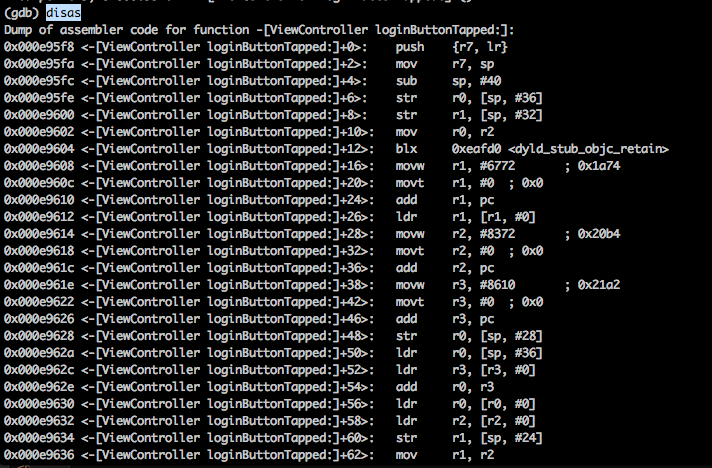 (gdb) disas
Dump of assembler code for function -[ViewController loginButtonTapped:]:
0x000e95f8 <-[ViewController loginButtonTapped:]+0>: push {r7, lr}
0x000e95fa <-[ViewController loginButtonTapped:]+2>: mov r7, sp
0x000e95fc <-[ViewController loginButtonTapped:]+4>: sub sp, #40
0x000e95fe <-[ViewController loginButtonTapped:]+6>: str r0, [sp, #36]
0x000e9600 <-[ViewController loginButtonTapped:]+8>: str r1, [sp, #32]
0x000e9602 <-[ViewController loginButtonTapped:]+10>: mov r0, r2
0x000e9604 <-[ViewController loginButtonTapped:]+12>: blx 0xeafd0 <dyld_stub_objc_retain>
0x000e9608 <-[ViewController loginButtonTapped:]+16>: movw r1, #6772 ; 0x1a74
0x000e960c <-[ViewController loginButtonTapped:]+20>: movt r1, #0 ; 0x0
0x000e9610 <-[ViewController loginButtonTapped:]+24>: add r1, pc
0x000e9612 <-[ViewController loginButtonTapped:]+26>: ldr r1, [r1, #0]
0x000e9614 <-[ViewController loginButtonTapped:]+28>: movw r2, #8372 ; 0x20b4
0x000e9618 <-[ViewController loginButtonTapped:]+32>: movt r2, #0 ; 0x0
0x000e961c <-[ViewController loginButtonTapped:]+36>: add r2, pc
0x000e961e <-[ViewController loginButtonTapped:]+38>: movw r3, #8610 ; 0x21a2
0x000e9622 <-[ViewController loginButtonTapped:]+42>: movt r3, #0 ; 0x0
0x000e9626 <-[ViewController loginButtonTapped:]+46>: add r3, pc
0x000e9628 <-[ViewController loginButtonTapped:]+48>: str r0, [sp, #28]
0x000e962a <-[ViewController loginButtonTapped:]+50>: ldr r0, [sp, #36]
0x000e962c <-[ViewController loginButtonTapped:]+52>: ldr r3, [r3, #0]
0x000e962e <-[ViewController loginButtonTapped:]+54>: add r0, r3
0x000e9630 <-[ViewController loginButtonTapped:]+56>: ldr r0, [r0, #0]
0x000e9632 <-[ViewController loginButtonTapped:]+58>: ldr r2, [r2, #0]
0x000e9634 <-[ViewController loginButtonTapped:]+60>: str r1, [sp, #24]
0x000e9636 <-[ViewController loginButtonTapped:]+62>: mov r1, r2